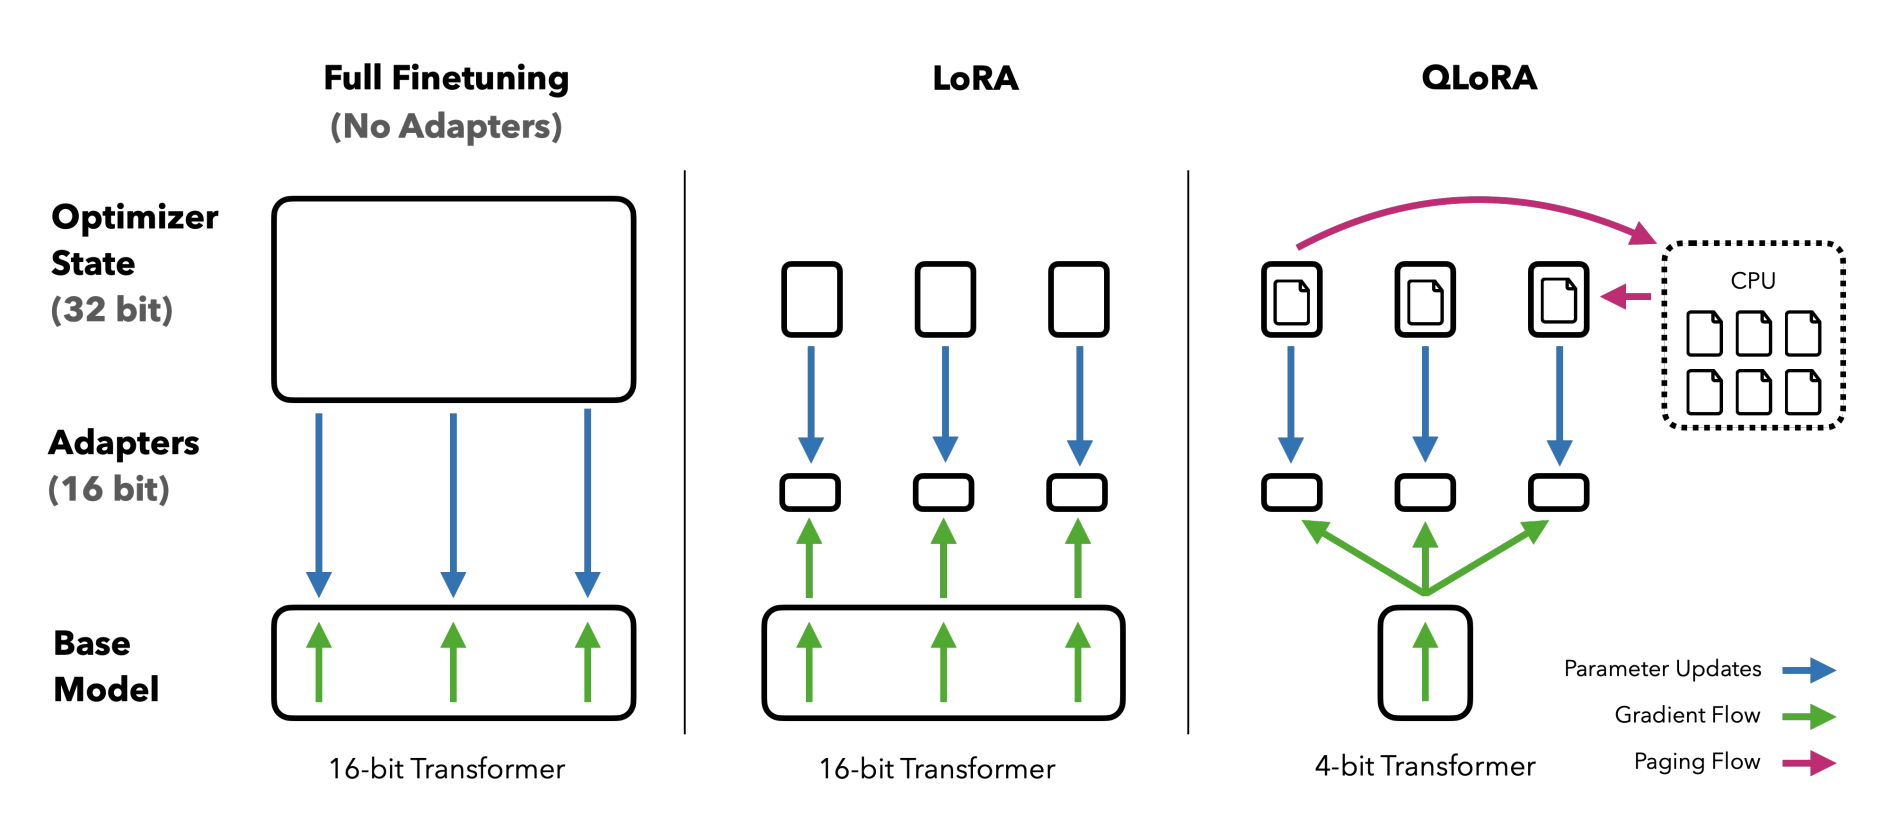 Full Finetuning
(No Adapters)
LoRA
QLoRA
Optimizer
State
(32 bit)
CPU
Adapters
(16 bit)
Base
Model
Parameter Updates
Gradient Flow
Paging Flow
16-bit Transformer
16-bit Transformer
4-bit Transformer